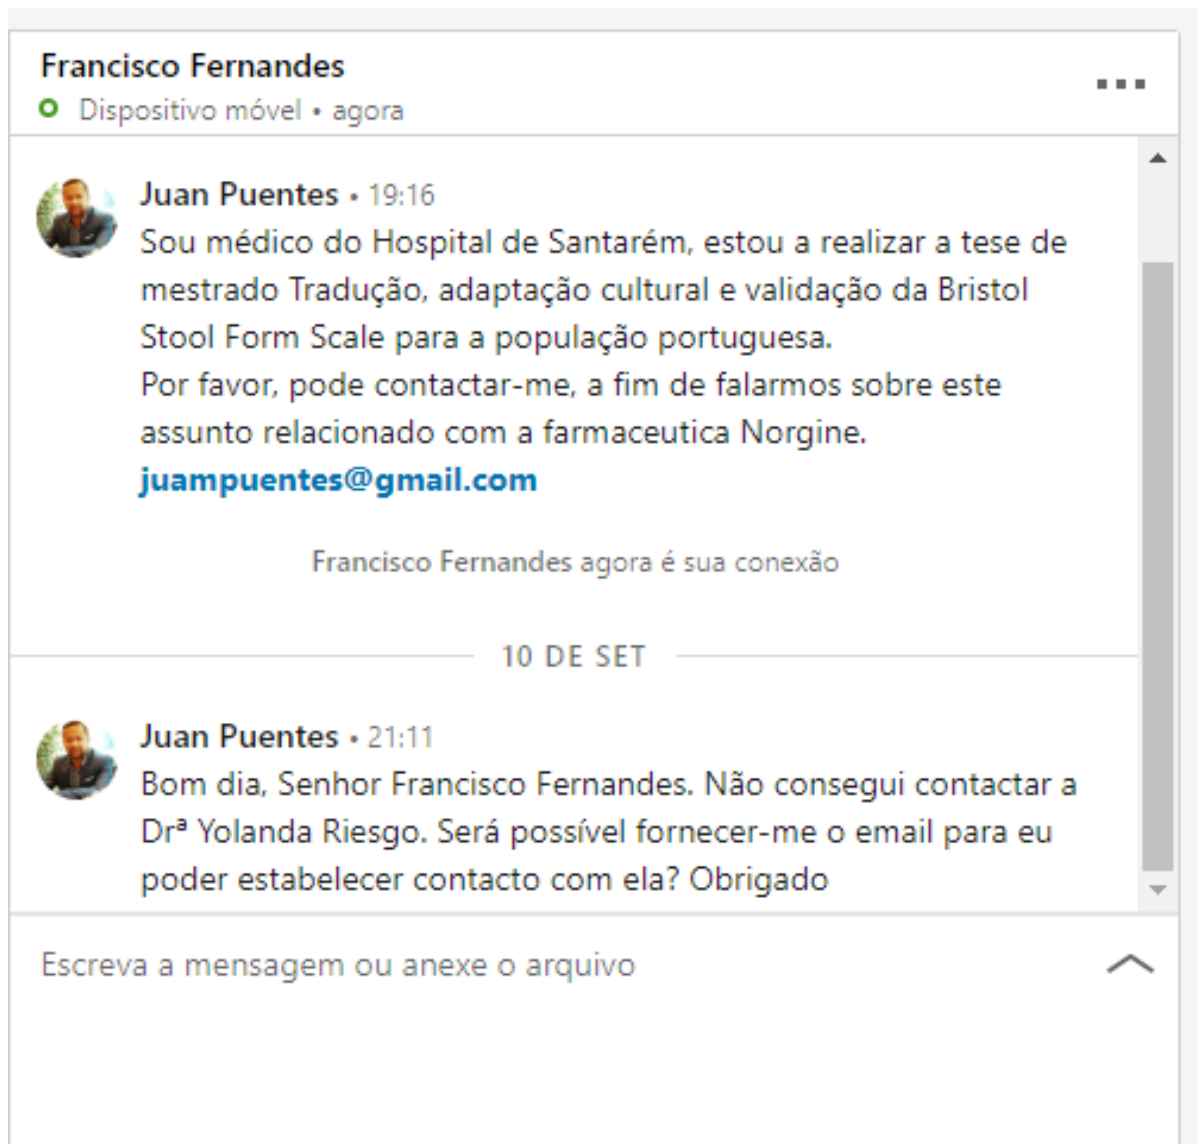 Francisco Fernandes
Dispositivo móvel • agora
Juan Puentes • 19:16
Sou médico do Hospital de Santarém, estou a realizar a tese de
mestrado Tradução, adaptação cultural e validação da Bristol
Stool Form Scale para a população portuguesa.
Por favor, pode contactar-me, a fim de falarmos sobre este
assunto relacionado com a farmaceutica Norgine.
juampuentes@gmail.com
Francisco Fernandes agora é sua conexão
10 DE SET
Juan Puentes • 21:11
Bom dia, Senhor Francisco Fernandes. Não consegui contactar a
Drª Yolanda Riesgo. Será possível fornecer-me o email para eu
poder estabelecer contacto com ela? Obrigado
Escreva a mensagem ou anexe o arquivo